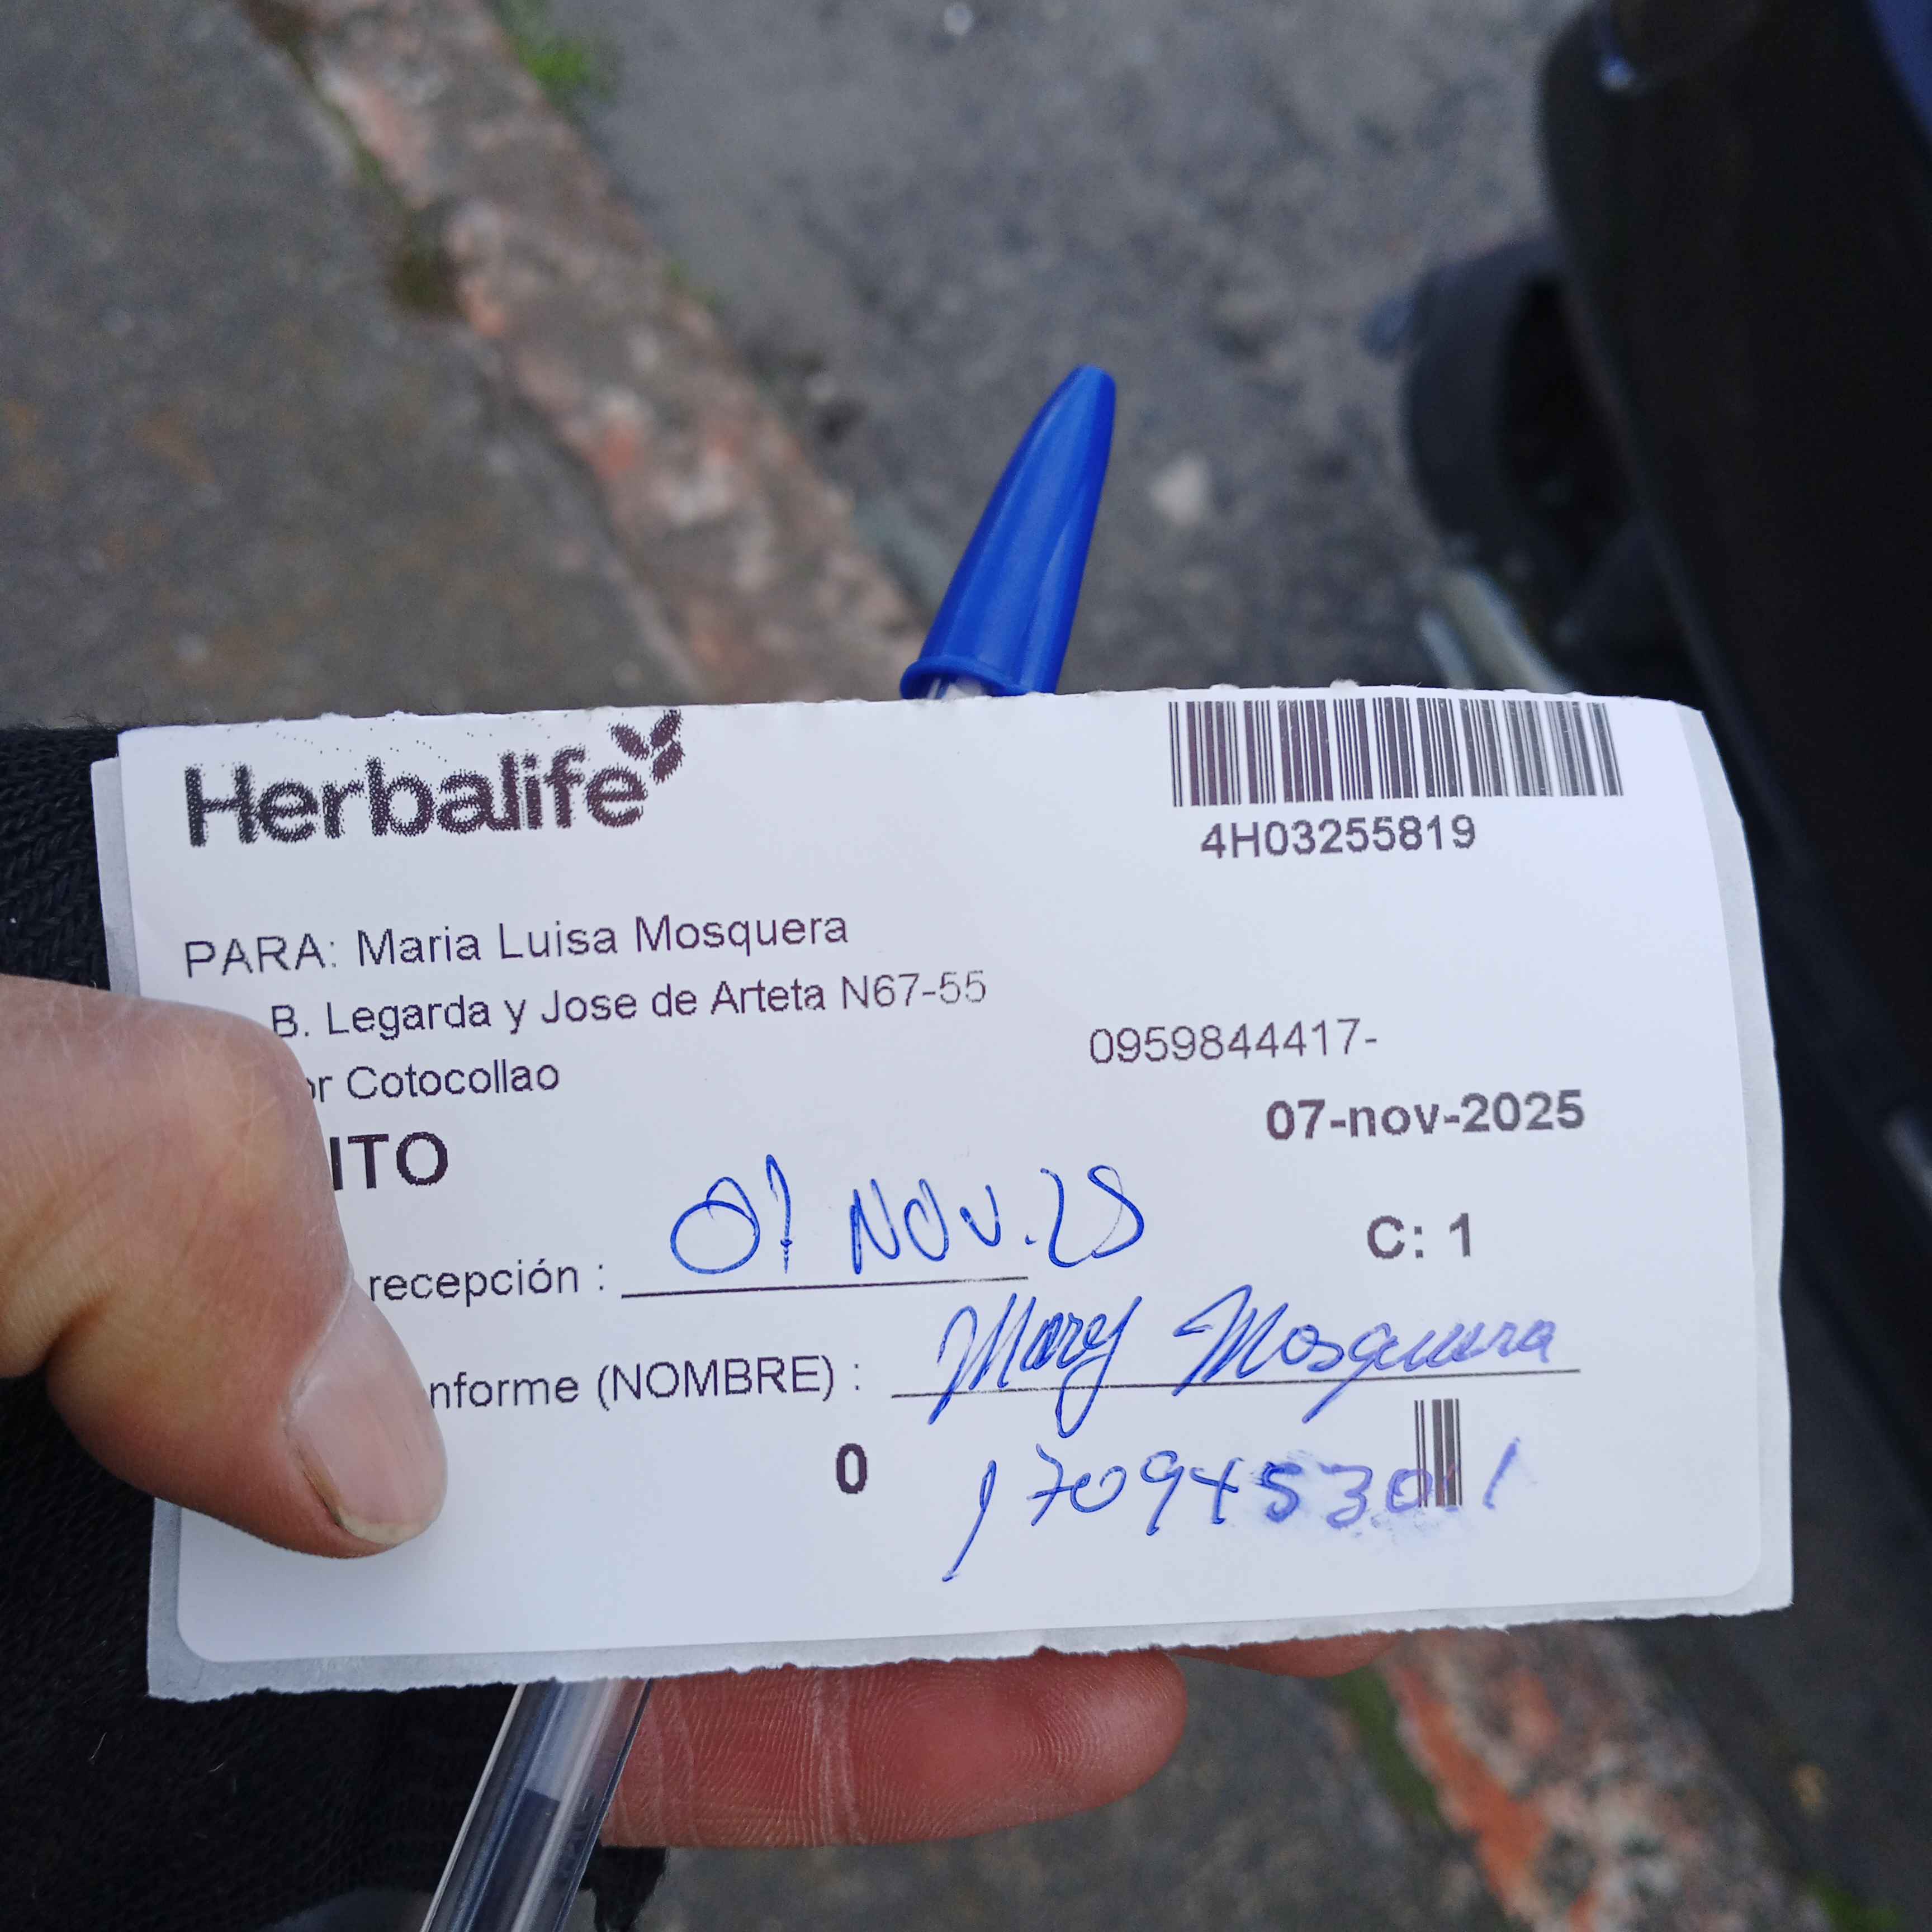 Herbalife
4H03255819
PARA: Maria Luisa Mosquera
B. Legarda y Jose de Arteta N67-55
0959844417-
or Cotocollao
07-nov-2025
ITO
recepción : 07 NOV. 25
C: 1
nforme (NOMBRE) : Mary Mosquera
0